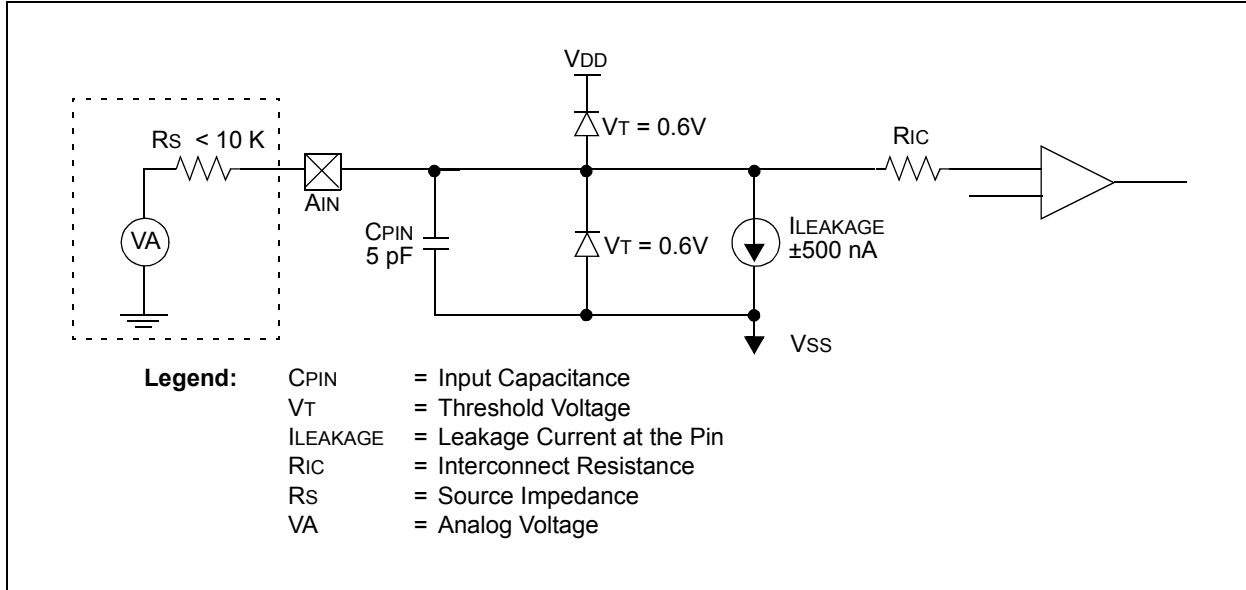 VDD
RS < 10 K
VT = 0.6V
RIC
AIN
VA
CPIN
5 pF
VT = 0.6V
ILEAKAGE
±500 nA
VSS
Legend:
CPIN = Input Capacitance
VT = Threshold Voltage
ILEAKAGE = Leakage Current at the Pin
RIC = Interconnect Resistance
RS = Source Impedance
VA = Analog Voltage